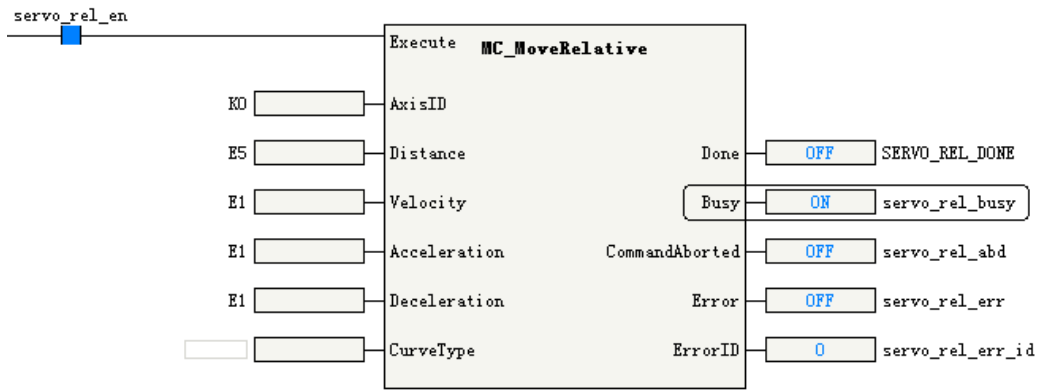 servo_rel_en
Execute MC_MoveRelative
K0 AxisID
E5 Distance Done OFF SERVO_REL_DONE
E1 Velocity Busy ON servo_rel_busy
E1 Acceleration CommandAborted OFF servo_rel_abd
E1 Deceleration Error OFF servo_rel_err
CurveType ErrorID 0 servo_rel_err_id